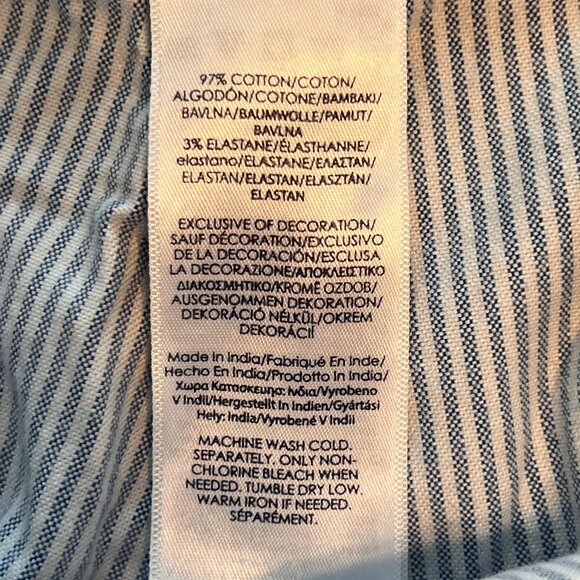 97% COTTON/COTON/
ALGODÓN/COTONE/ΒΑΜΒΑΚΙ/
BAVLNA/BAUMWOLLE/PAMUT/
BAVLNA
3% ELASTANE/ÉLASTHANNE/
elastano/ELASTANE/ΕΛΑΣΤΑΝ/
ELASTAN/ELASTAN/ELASZTÁN/
ELASTAN
EXCLUSIVE OF DECORATION/
SAUF DÉCORATION/EXCLUSIVO
DE LA DECORACIÓN/ESCLUSA
LA DECORAZIONE/ΑΠΟΚΛΕΙΣΤΙΚΟ
ΔΙΑΚΟΣΜΗΤΙΚΟ/KROMĚ OZDOB/
AUSGENOMMEN DEKORATION/
DEKORÁCIÓ NÉLKÜL/OKREM
DEKORÁCIÍ
Made In India/Fabriqué En Inde/
Hecho En India/Prodotto In India/
Χωρα Κατασκευης: Ινδια/Vyrobeno
V Indii/Hergestellt In Indien/Gyártási
Hely: India/Vyrobené V Indii
MACHINE WASH COLD.
SEPARATELY. ONLY NON-
CHLORINE BLEACH WHEN
NEEDED. TUMBLE DRY LOW.
WARM IRON IF NEEDED.
SÉPARÉMENT.